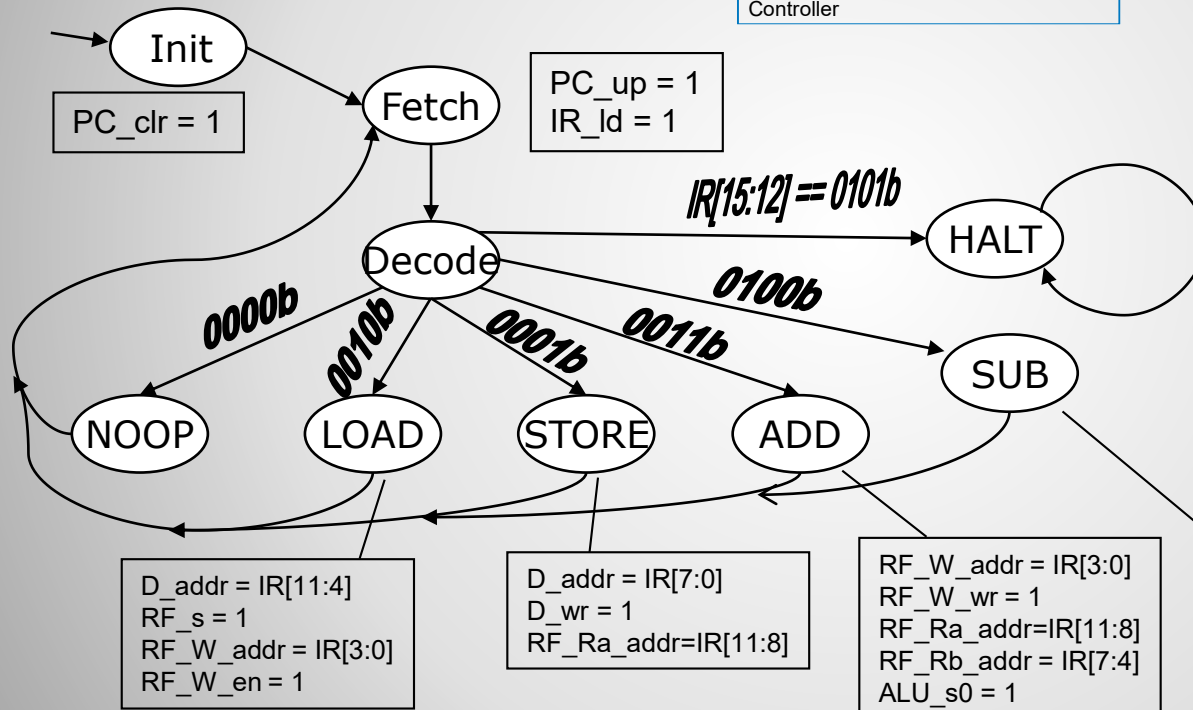 Controller
Init
PC_clr = 1
Fetch
PC_up = 1
IR_ld = 1
IR[15:12] == 0101b
HALT
Decode
0000b
0010b
0001b
0011b
0100b
SUB
NOOP
LOAD
STORE
ADD
D_addr = IR[11:4]
RF_s = 1
RF_W_addr = IR[3:0]
RF_W_en = 1
D_addr = IR[7:0]
D_wr = 1
RF_Ra_addr=IR[11:8]
RF_W_addr = IR[3:0]
RF_W_wr = 1
RF_Ra_addr=IR[11:8]
RF_Rb_addr = IR[7:4]
ALU_s0 = 1